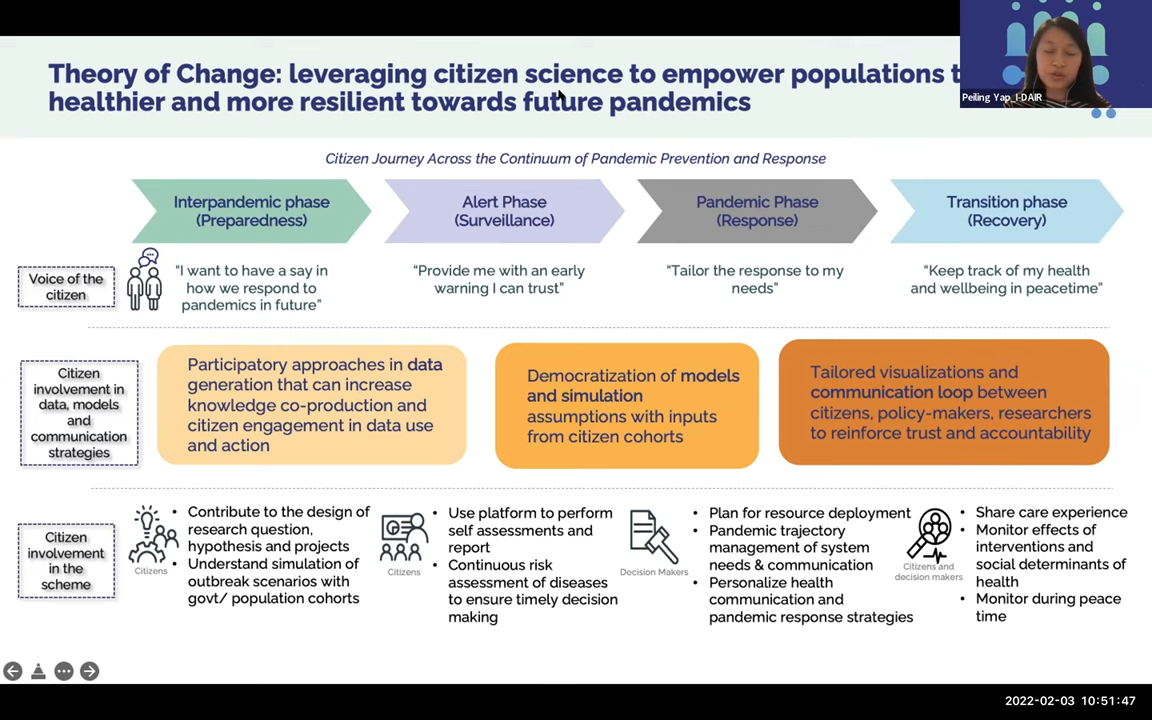 Theory of Change: leveraging citizen science to empower populations t
healthier and more resilient towards future pandemics
Peiling Yap, I-DAIR
Citizen Journey Across the Continuum of Pandemic Prevention and Response
Interpandemic phase
(Preparedness)
Alert Phase
(Surveillance)
Pandemic Phase
(Response)
Transition phase
(Recovery)
Voice of the
citizen
“I want to have a say in
how we respond to
pandemics in future”
“Provide me with an early
warning I can trust”
“Tailor the response to my
needs”
“Keep track of my health
and wellbeing in peacetime”
Citizen
involvement in
data, models
and
communication
strategies
Participatory approaches in data
generation that can increase
knowledge co-production and
citizen engagement in data use
and action
Democratization of models
and simulation
assumptions with inputs
from citizen cohorts
Tailored visualizations and
communication loop between
citizens, policy-makers, researchers
to reinforce trust and accountability
Citizen
involvement
in the
scheme
Citizens
• Contribute to the design of
research question,
hypothesis and projects
• Understand simulation of
outbreak scenarios with
govt/ population cohorts
Citizens
• Use platform to perform
self assessments and
report
• Continuous risk
assessment of diseases
to ensure timely decision
making
Decision Makers
• Plan for resource deployment
• Pandemic trajectory
management of system
needs & communication
• Personalize health
communication and
pandemic response strategies
Citizens and
decision makers
• Share care experience
• Monitor effects of
interventions and
social determinants of
health
• Monitor during peace
time
2022-02-03 10:51:47